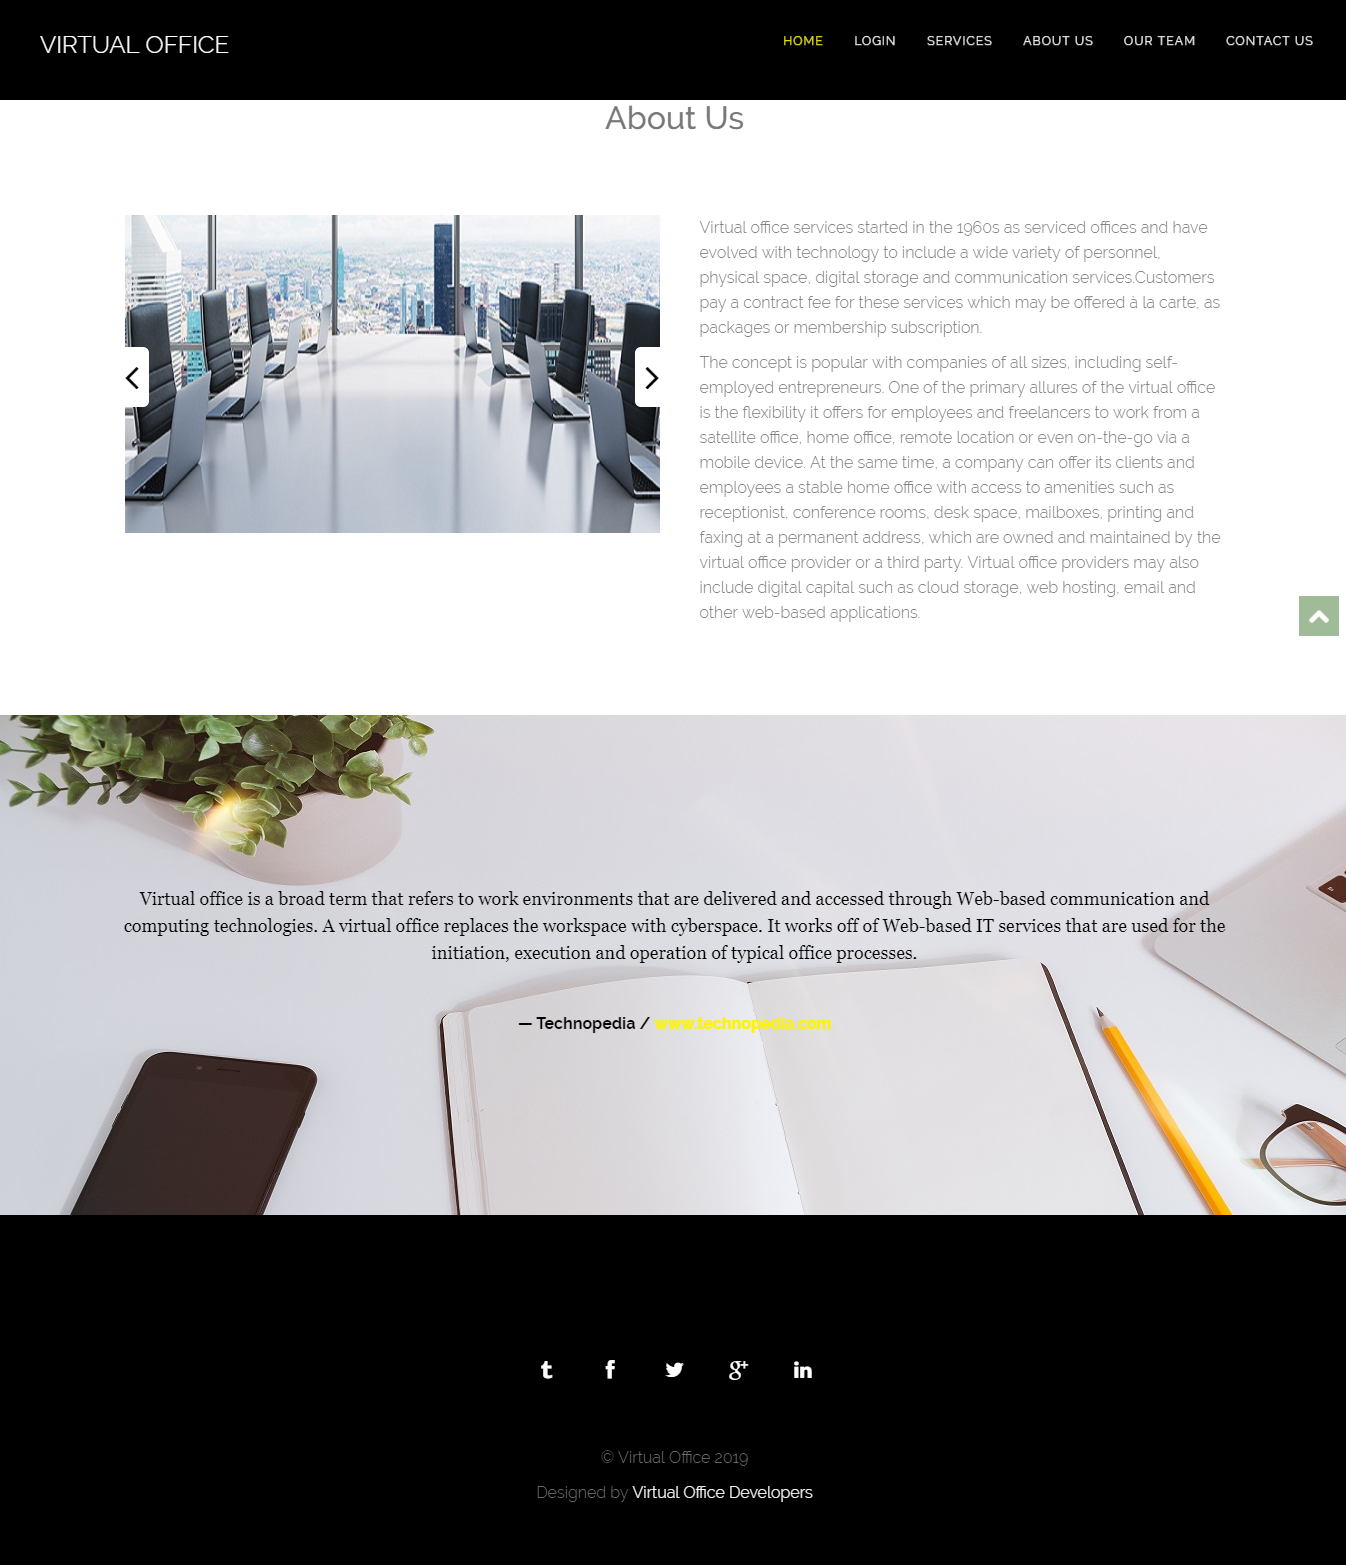 VIRTUAL OFFICE
HOME LOGIN SERVICES ABOUT US OUR TEAM CONTACT US
About Us
Virtual office services started in the 1960s as serviced offices and have
evolved with technology to include a wide variety of personnel,
physical space, digital storage and communication services.Customers
pay a contract fee for these services which may be offered à la carte, as
packages or membership subscription.
The concept is popular with companies of all sizes, including self-
employed entrepreneurs. One of the primary allures of the virtual office
is the flexibility it offers for employees and freelancers to work from a
satellite office, home office, remote location or even on-the-go via a
mobile device. At the same time, a company can offer its clients and
employees a stable home office with access to amenities such as
receptionist, conference rooms, desk space, mailboxes, printing and
faxing at a permanent address, which are owned and maintained by the
virtual office provider or a third party. Virtual office providers may also
include digital capital such as cloud storage, web hosting, email and
other web-based applications.
Virtual office is a broad term that refers to work environments that are delivered and accessed through Web-based communication and
computing technologies. A virtual office replaces the workspace with cyberspace. It works off of Web-based IT services that are used for the
initiation, execution and operation of typical office processes.
— Technopedia / www.technopedia.com
© Virtual Office 2019
Designed by Virtual Office Developers